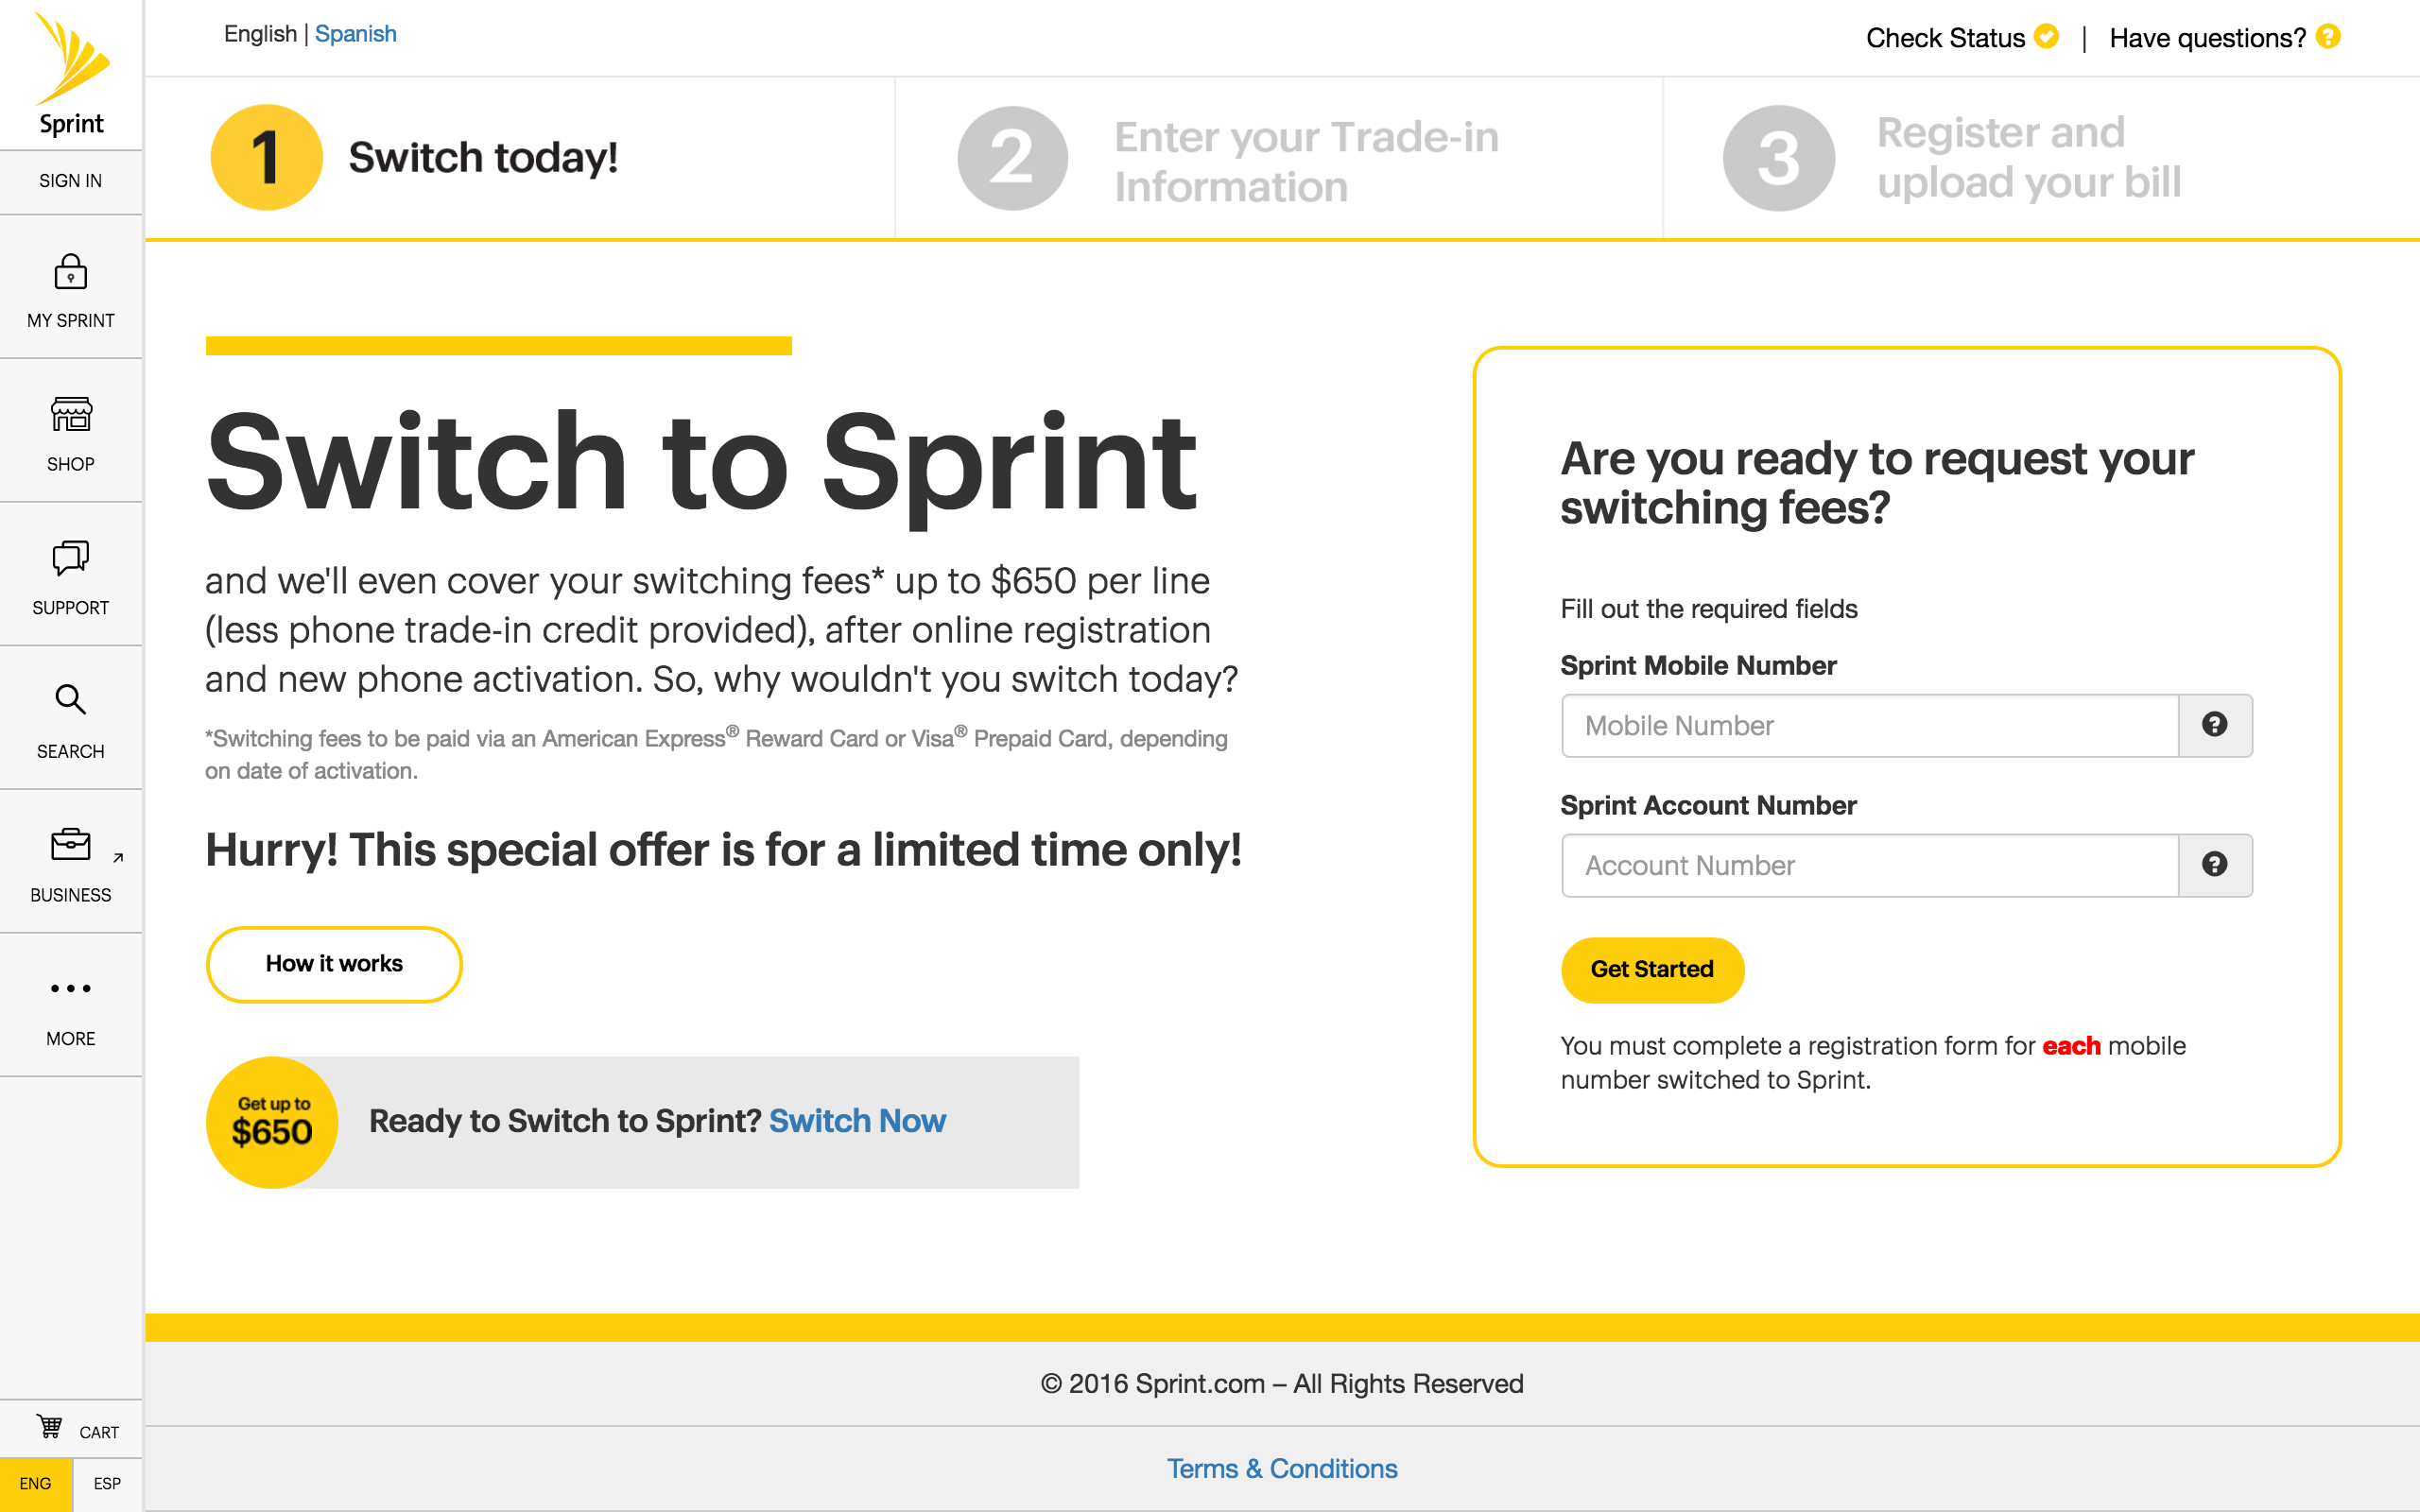 Sprint
SIGN IN
MY SPRINT
SHOP
SUPPORT
SEARCH
BUSINESS
MORE
CART
ENG ESP
English | Spanish
Check Status | Have questions? ?
1 Switch today!
2 Enter your Trade-in
Information
3 Register and
upload your bill
Switch to Sprint
and we'll even cover your switching fees* up to $650 per line
(less phone trade-in credit provided), after online registration
and new phone activation. So, why wouldn't you switch today?
*Switching fees to be paid via an American Express® Reward Card or Visa® Prepaid Card, depending
on date of activation.
Hurry! This special offer is for a limited time only!
How it works
Get up to
$650
Ready to Switch to Sprint? Switch Now
Are you ready to request your
switching fees?
Fill out the required fields
Sprint Mobile Number
Mobile Number ?
Sprint Account Number
Account Number ?
Get Started
You must complete a registration form for each mobile
number switched to Sprint.
© 2016 Sprint.com – All Rights Reserved
Terms & Conditions